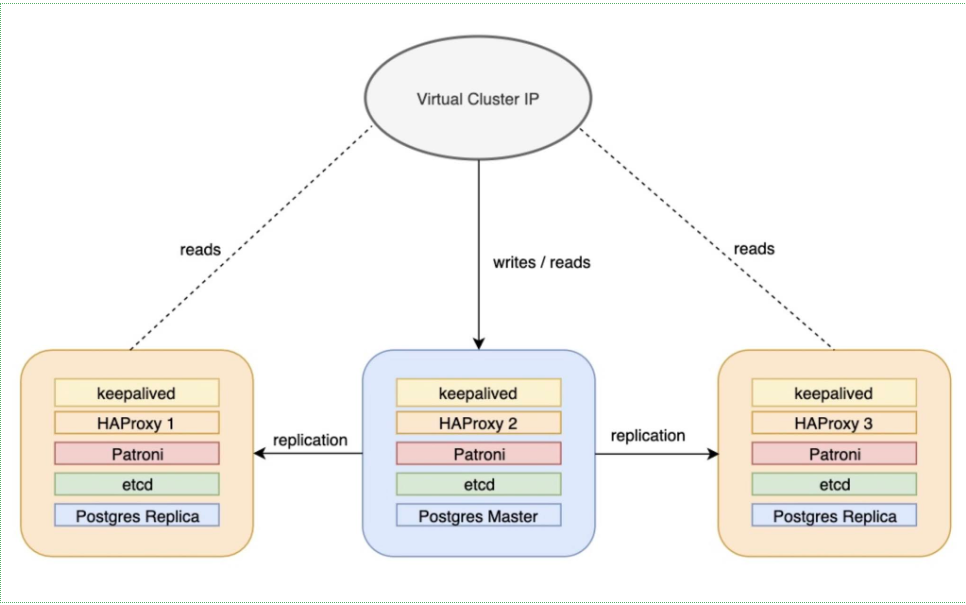 Virtual Cluster IP
reads
writes / reads
reads
keepalived
HAProxy 1
Patroni
etcd
Postgres Replica
replication
keepalived
HAProxy 2
Patroni
etcd
Postgres Master
replication
keepalived
HAProxy 3
Patroni
etcd
Postgres Replica